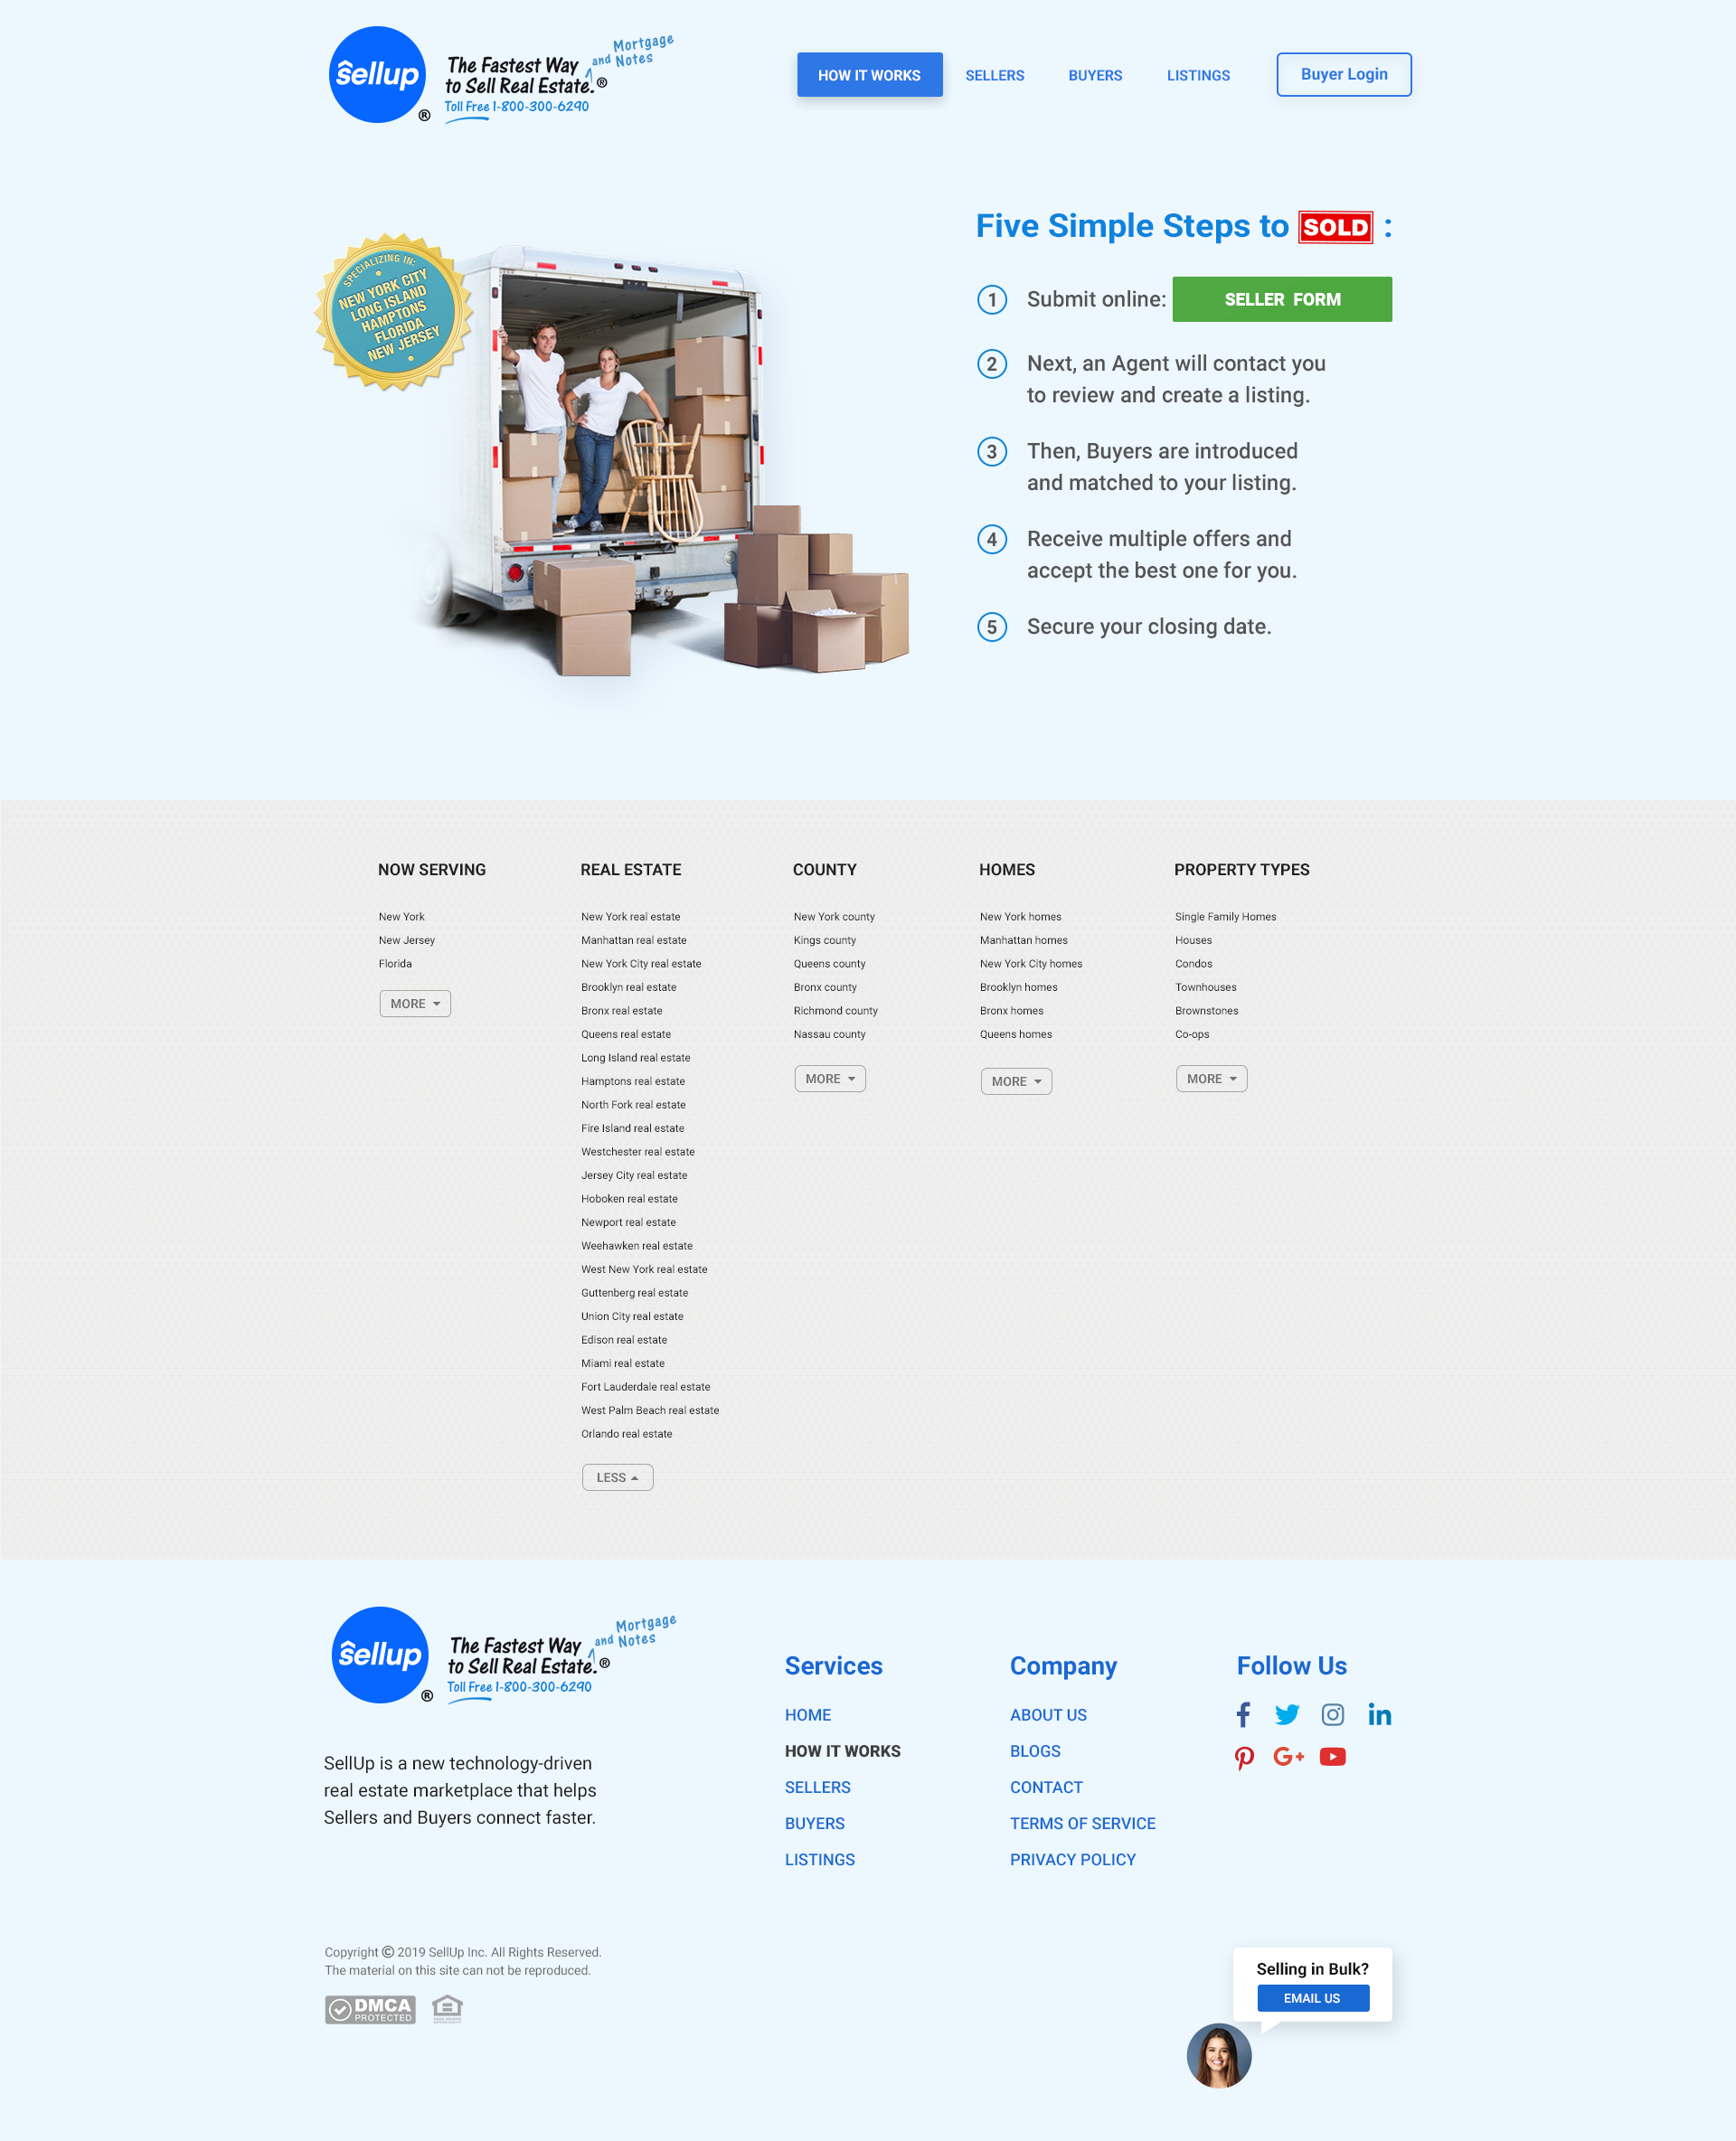 sellup ®
The Fastest Way
to Sell Real Estate.®
and Mortgage
Notes
Toll Free 1-800-300-6290
HOW IT WORKS
SELLERS
BUYERS
LISTINGS
Buyer Login
SPECIALIZING IN:
NEW YORK CITY
LONG ISLAND
HAMPTONS
FLORIDA
NEW JERSEY
Five Simple Steps to SOLD :
1 Submit online: SELLER FORM
2 Next, an Agent will contact you
to review and create a listing.
3 Then, Buyers are introduced
and matched to your listing.
4 Receive multiple offers and
accept the best one for you.
5 Secure your closing date.
NOW SERVING
New York
New Jersey
Florida
MORE
REAL ESTATE
New York real estate
Manhattan real estate
New York City real estate
Brooklyn real estate
Bronx real estate
Queens real estate
Long Island real estate
Hamptons real estate
North Fork real estate
Fire Island real estate
Westchester real estate
Jersey City real estate
Hoboken real estate
Newport real estate
Weehawken real estate
West New York real estate
Guttenberg real estate
Union City real estate
Edison real estate
Miami real estate
Fort Lauderdale real estate
West Palm Beach real estate
Orlando real estate
LESS
COUNTY
New York county
Kings county
Queens county
Bronx county
Richmond county
Nassau county
MORE
HOMES
New York homes
Manhattan homes
New York City homes
Brooklyn homes
Bronx homes
Queens homes
MORE
PROPERTY TYPES
Single Family Homes
Houses
Condos
Townhouses
Brownstones
Co-ops
MORE
sellup ®
The Fastest Way
to Sell Real Estate.®
and Mortgage
Notes
Toll Free 1-800-300-6290
SellUp is a new technology-driven
real estate marketplace that helps
Sellers and Buyers connect faster.
Services
HOME
HOW IT WORKS
SELLERS
BUYERS
LISTINGS
Company
ABOUT US
BLOGS
CONTACT
TERMS OF SERVICE
PRIVACY POLICY
Follow Us
Copyright © 2019 SellUp Inc. All Rights Reserved.
The material on this site can not be reproduced.
DMCA
PROTECTED
Selling in Bulk?
EMAIL US